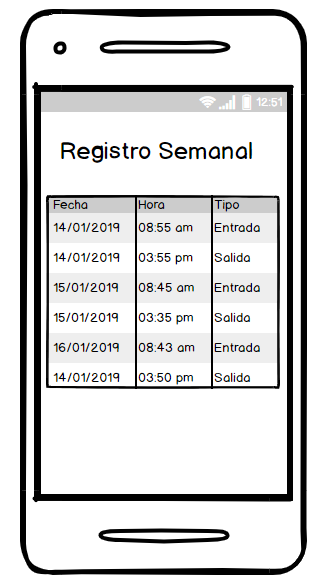 12:51
Registro Semanal
Fecha Hora Tipo
14/01/2019 08:55 am Entrada
14/01/2019 03:55 pm Salida
15/01/2019 08:45 am Entrada
15/01/2019 03:35 pm Salida
16/01/2019 08:43 am Entrada
14/01/2019 03:50 pm Salida